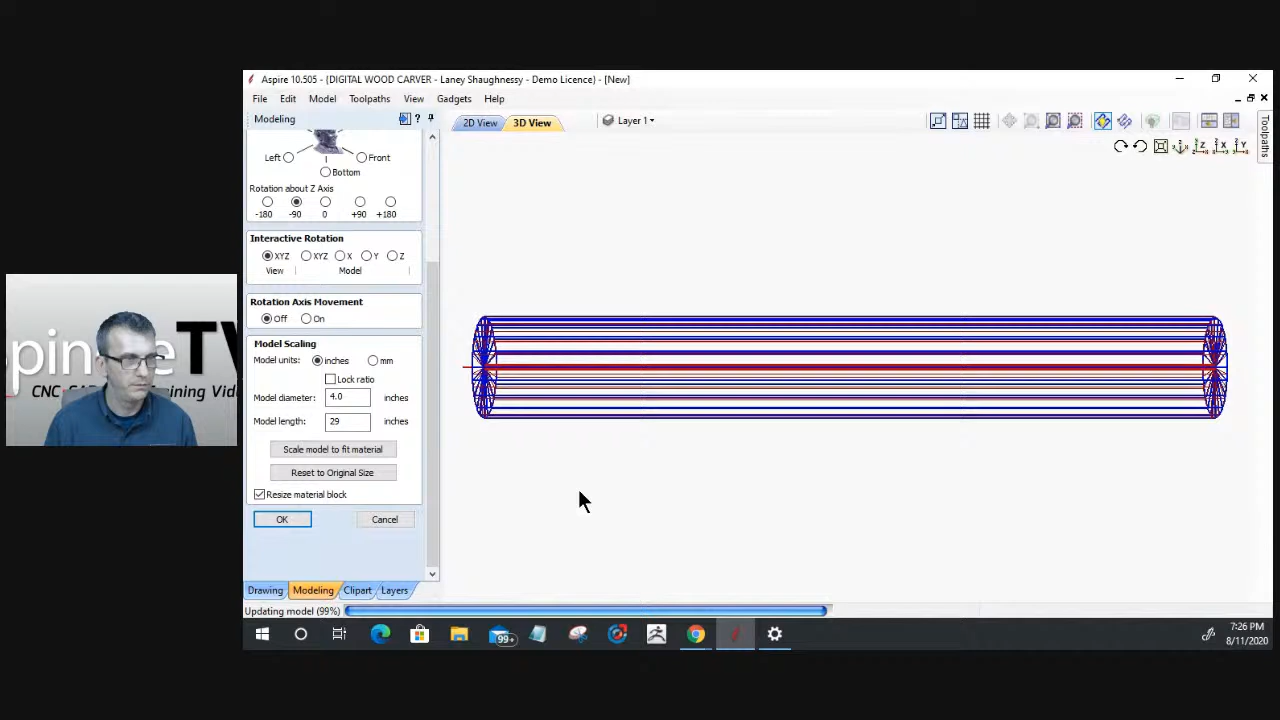 Aspire 10.505 - (DIGITAL WOOD CARVER - Laney Shaughnessy - Demo Licence) - [New]
File Edit Model Toolpaths View Gadgets Help
Modeling ?
2D View 3D View Layer 1
Toolpaths
Left Front
Bottom
Rotation about Z Axis
-180 -90 0 +90 +180
Interactive Rotation
XYZ XYZ X Y Z
View Model
Rotation Axis Movement
Off On
Model Scaling
Model units: inches mm
Lock ratio
Model diameter: 4.0 inches
Model length: 29 inches
Scale model to fit material
Reset to Original Size
Resize material block
OK Cancel
Drawing Modeling Clipart Layers
Updating model (99%)
99+
7:26 PM
8/11/2020